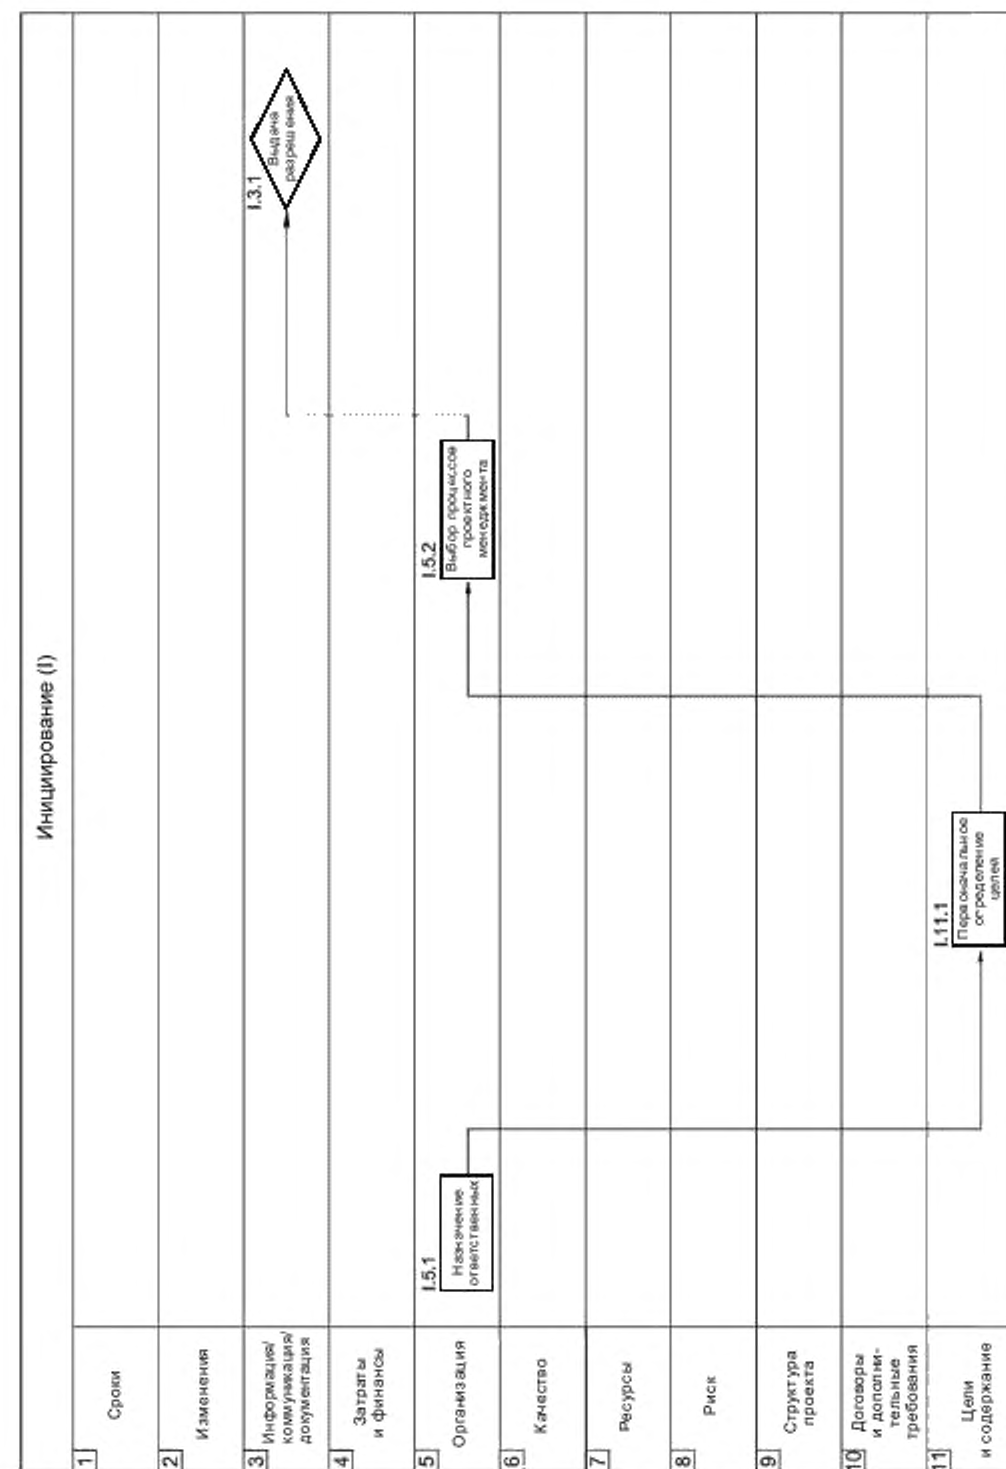 Инициирование (I)
1
Сроки
2
Изменения
3
Информация/
коммуникация/
документация
I.3.1
Выдача
разрешения
4
Затраты
и финансы
5
Организация
I.5.1
Назначение
ответственных
I.5.2
Выбор процессов
проектного
менеджмента
6
Качество
7
Ресурсы
8
Риск
9
Структура
проекта
10
Договоры
и дополни-
тельные
требования
11
Цели
и содержание
I.11.1
Первоначальное
определение
целей